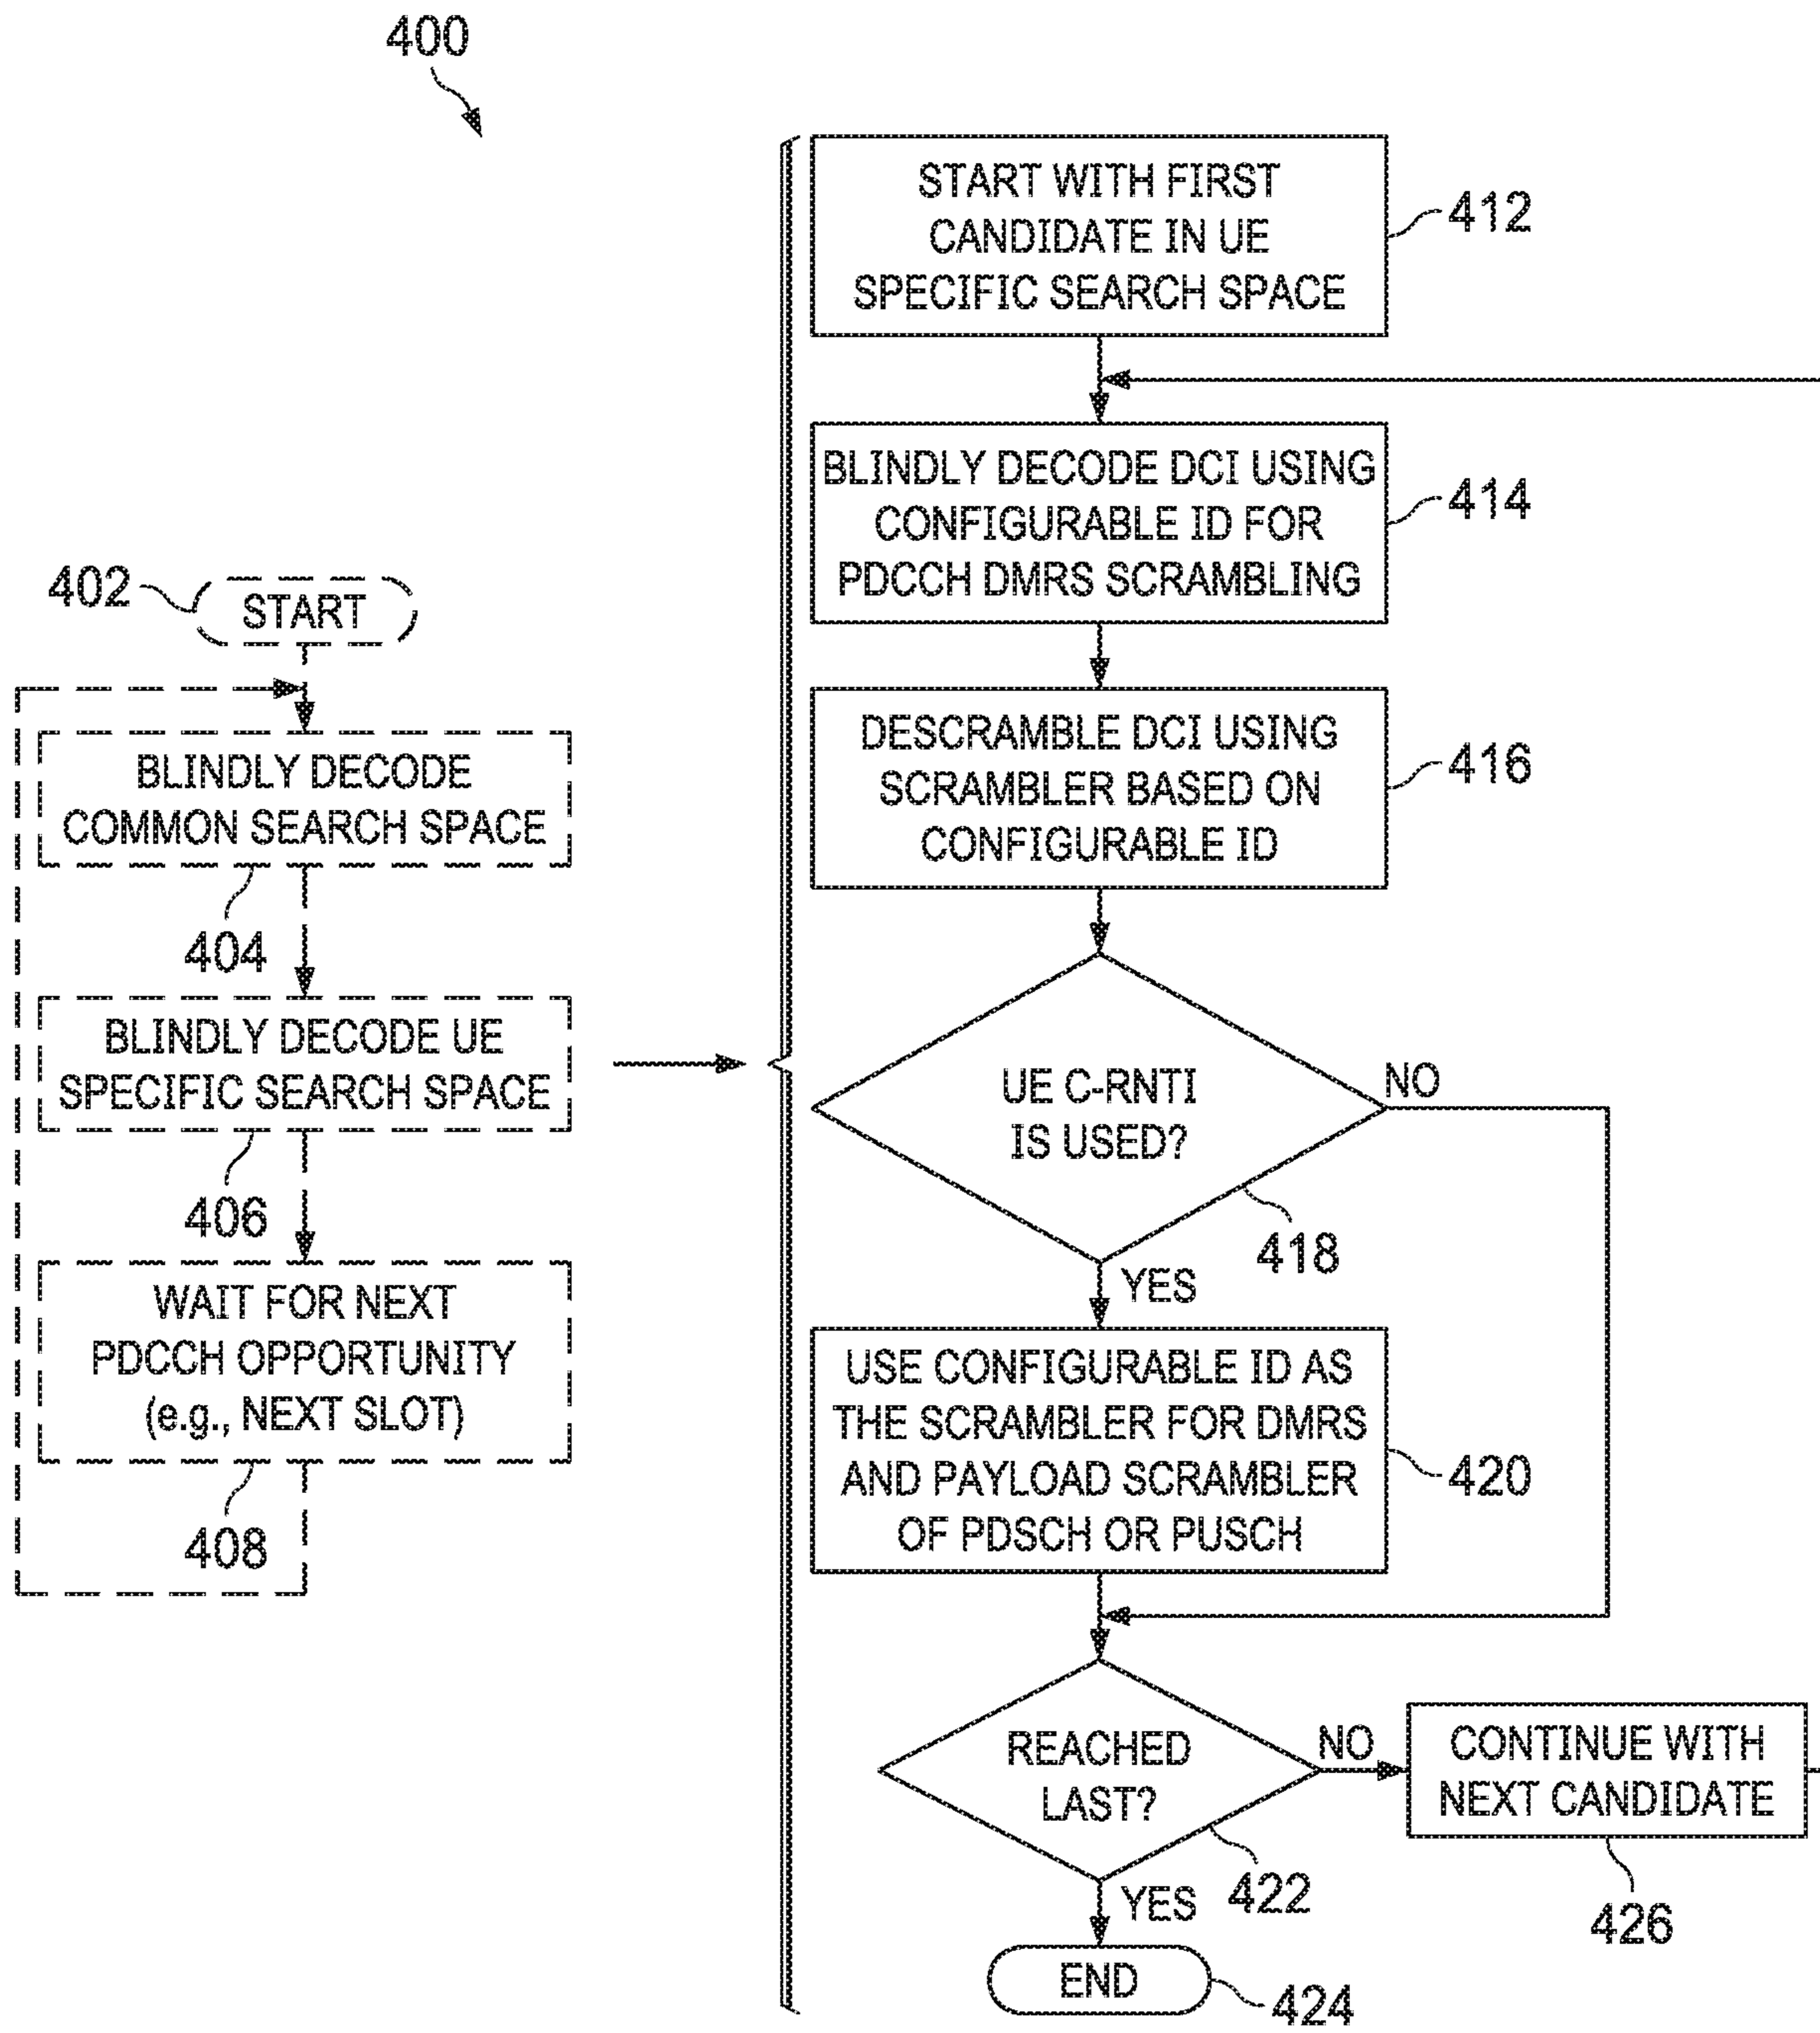 400
402
START
BLINDLY DECODE
COMMON SEARCH SPACE
404
BLINDLY DECODE UE
SPECIFIC SEARCH SPACE
406
WAIT FOR NEXT
PDCCH OPPORTUNITY
(e.g., NEXT SLOT)
408
START WITH FIRST
CANDIDATE IN UE
SPECIFIC SEARCH SPACE
412
BLINDLY DECODE DCI USING
CONFIGURABLE ID FOR
PDCCH DMRS SCRAMBLING
414
DESCRAMBLE DCI USING
SCRAMBLER BASED ON
CONFIGURABLE ID
416
UE C-RNTI
IS USED?
NO
418
YES
USE CONFIGURABLE ID AS
THE SCRAMBLER FOR DMRS
AND PAYLOAD SCRAMBLER
OF PDSCH OR PUSCH
420
REACHED
LAST?
NO
422
CONTINUE WITH
NEXT CANDIDATE
426
YES
END
424